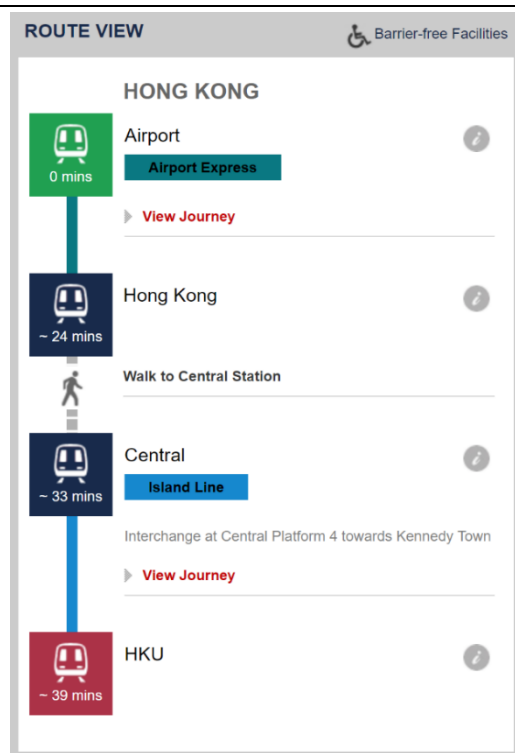 ROUTE VIEW
Barrier-free Facilities
HONG KONG
Airport
0 mins
Airport Express
View Journey
Hong Kong
~ 24 mins
Walk to Central Station
Central
~ 33 mins
Island Line
Interchange at Central Platform 4 towards Kennedy Town
View Journey
HKU
~ 39 mins